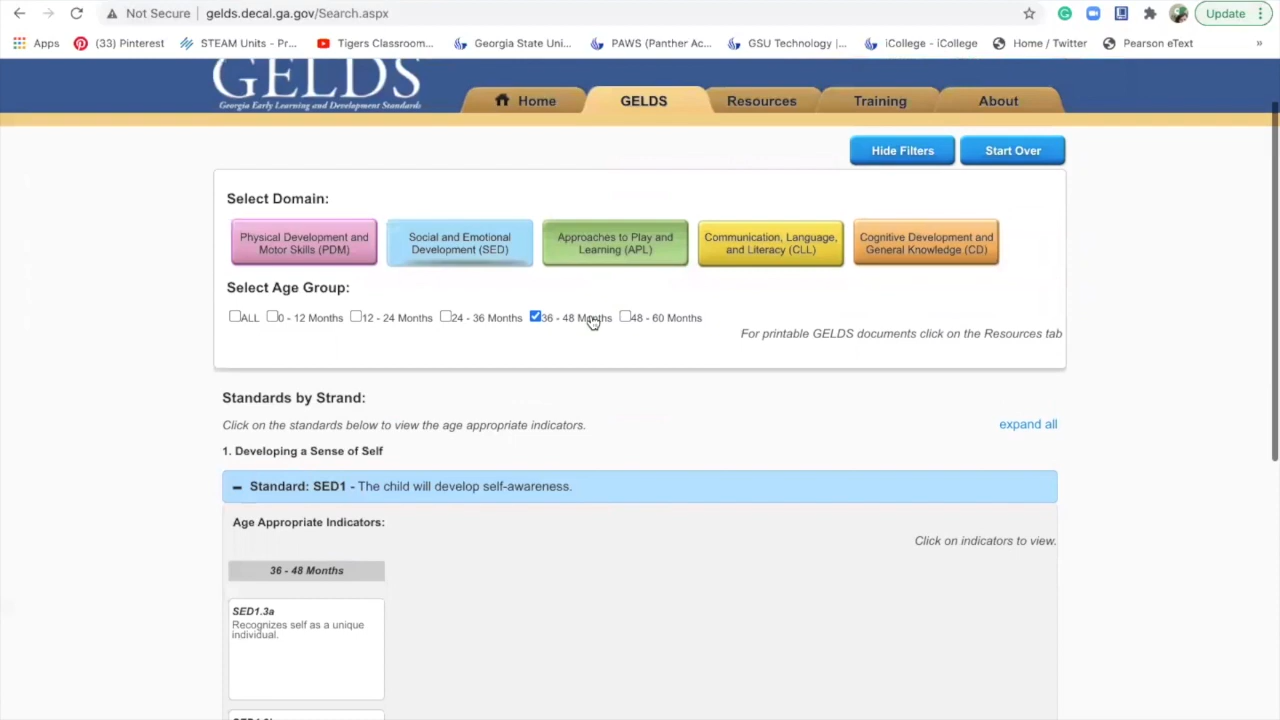 Not Secure | gelds.decal.ga.gov/Search.aspx
Update
Apps (33) Pinterest STEAM Units - Pr... Tigers Classroom... Georgia State Uni... PAWS (Panther Ac... GSU Technology |... iCollege - iCollege Home / Twitter Pearson eText »
GELDS
Georgia Early Learning and Development Standards
Home GELDS Resources Training About
Hide Filters Start Over
Select Domain:
Physical Development and Motor Skills (PDM)
Social and Emotional Development (SED)
Approaches to Play and Learning (APL)
Communication, Language, and Literacy (CLL)
Cognitive Development and General Knowledge (CD)
Select Age Group:
ALL 0 - 12 Months 12 - 24 Months 24 - 36 Months 36 - 48 Months 48 - 60 Months
For printable GELDS documents click on the Resources tab
Standards by Strand:
Click on the standards below to view the age appropriate indicators.
expand all
1. Developing a Sense of Self
Standard: SED1 - The child will develop self-awareness.
Age Appropriate Indicators:
Click on indicators to view.
36 - 48 Months
SED1.3a
Recognizes self as a unique
individual.